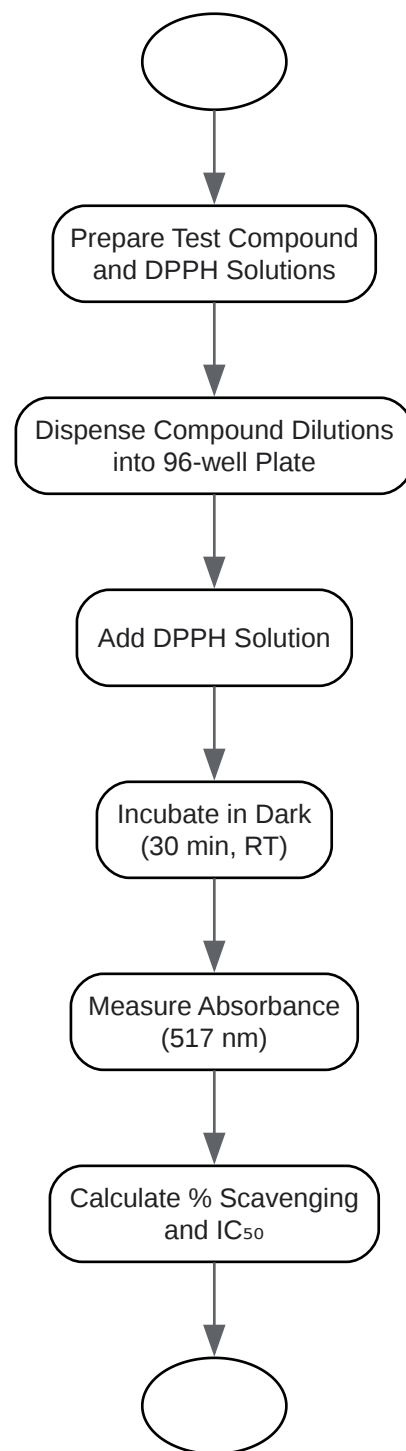 Prepare Test Compound
and DPPH Solutions
Dispense Compound Dilutions
into 96-well Plate
Add DPPH Solution
Incubate in Dark
(30 min, RT)
Measure Absorbance
(517 nm)
Calculate % Scavenging
and IC₅₀